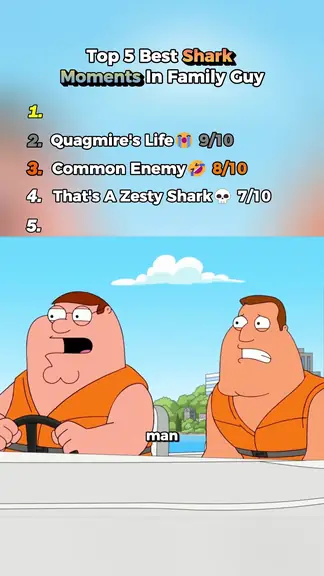 Top 5 Best Shark
Moments In Family Guy
1.
2. Quagmire's Life😭 9/10
3. Common Enemy🤣 8/10
4. That's A Zesty Shark💀 7/10
5.
man